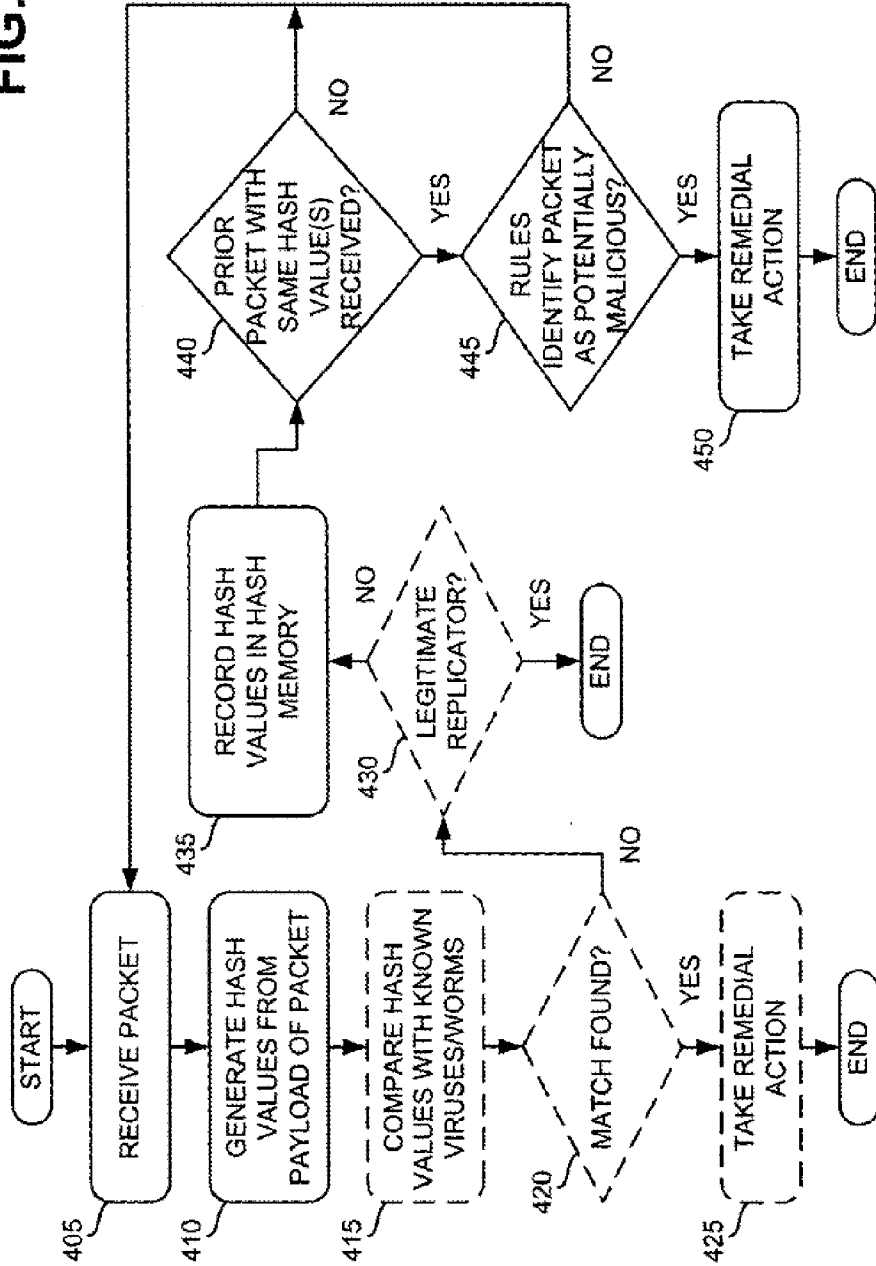 FIG.
START
RECEIVE PACKET
405
GENERATE HASH
VALUES FROM
PAYLOAD OF PACKET
410
COMPARE HASH
VALUES WITH KNOWN
VIRUSES/WORMS
415
MATCH FOUND?
420
NO
YES
TAKE REMEDIAL
ACTION
425
END
LEGITIMATE
REPLICATOR?
430
NO
YES
END
RECORD HASH
VALUES IN HASH
MEMORY
435
PRIOR
PACKET WITH
SAME HASH
VALUE(S)
RECEIVED?
440
NO
YES
RULES
IDENTIFY PACKET
AS POTENTIALLY
MALICIOUS?
445
NO
YES
TAKE REMEDIAL
ACTION
450
END